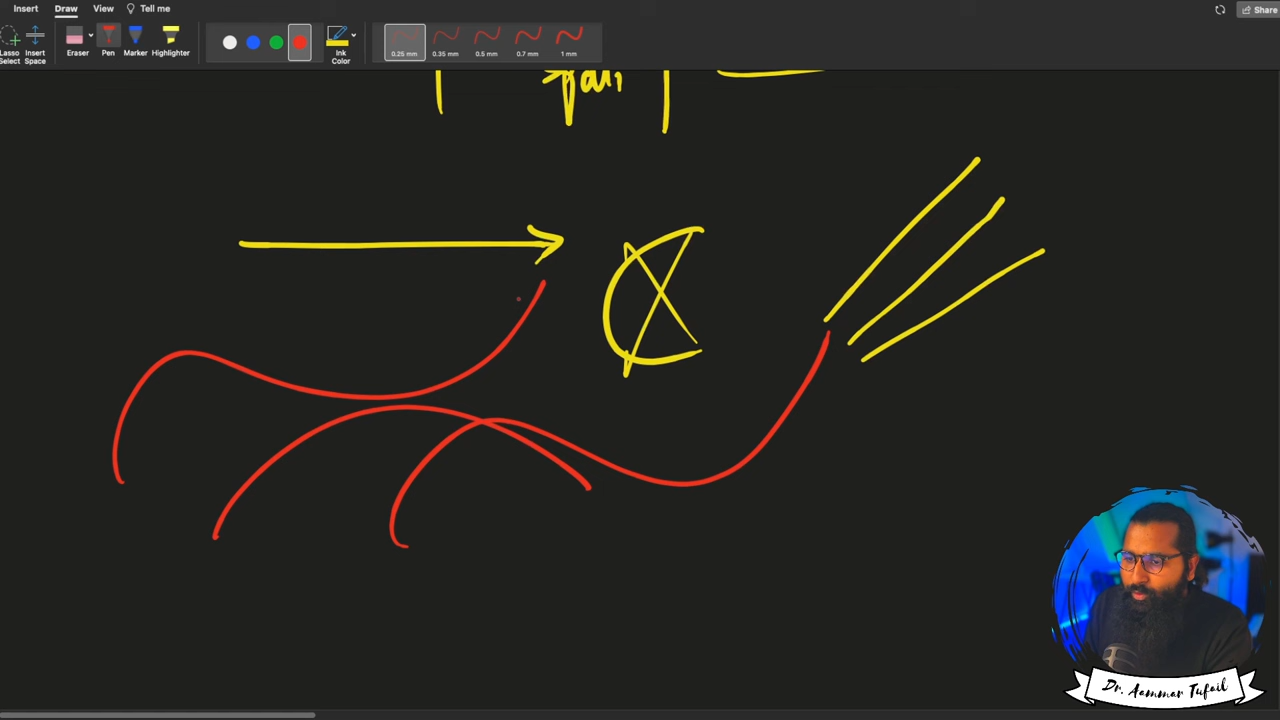 Insert Draw View Tell me Share
Lasso Select Insert Space Eraser Pen Marker Highlighter Ink Color 0.25 mm 0.35 mm 0.5 mm 0.7 mm 1 mm
Dr. Aammar Tufail